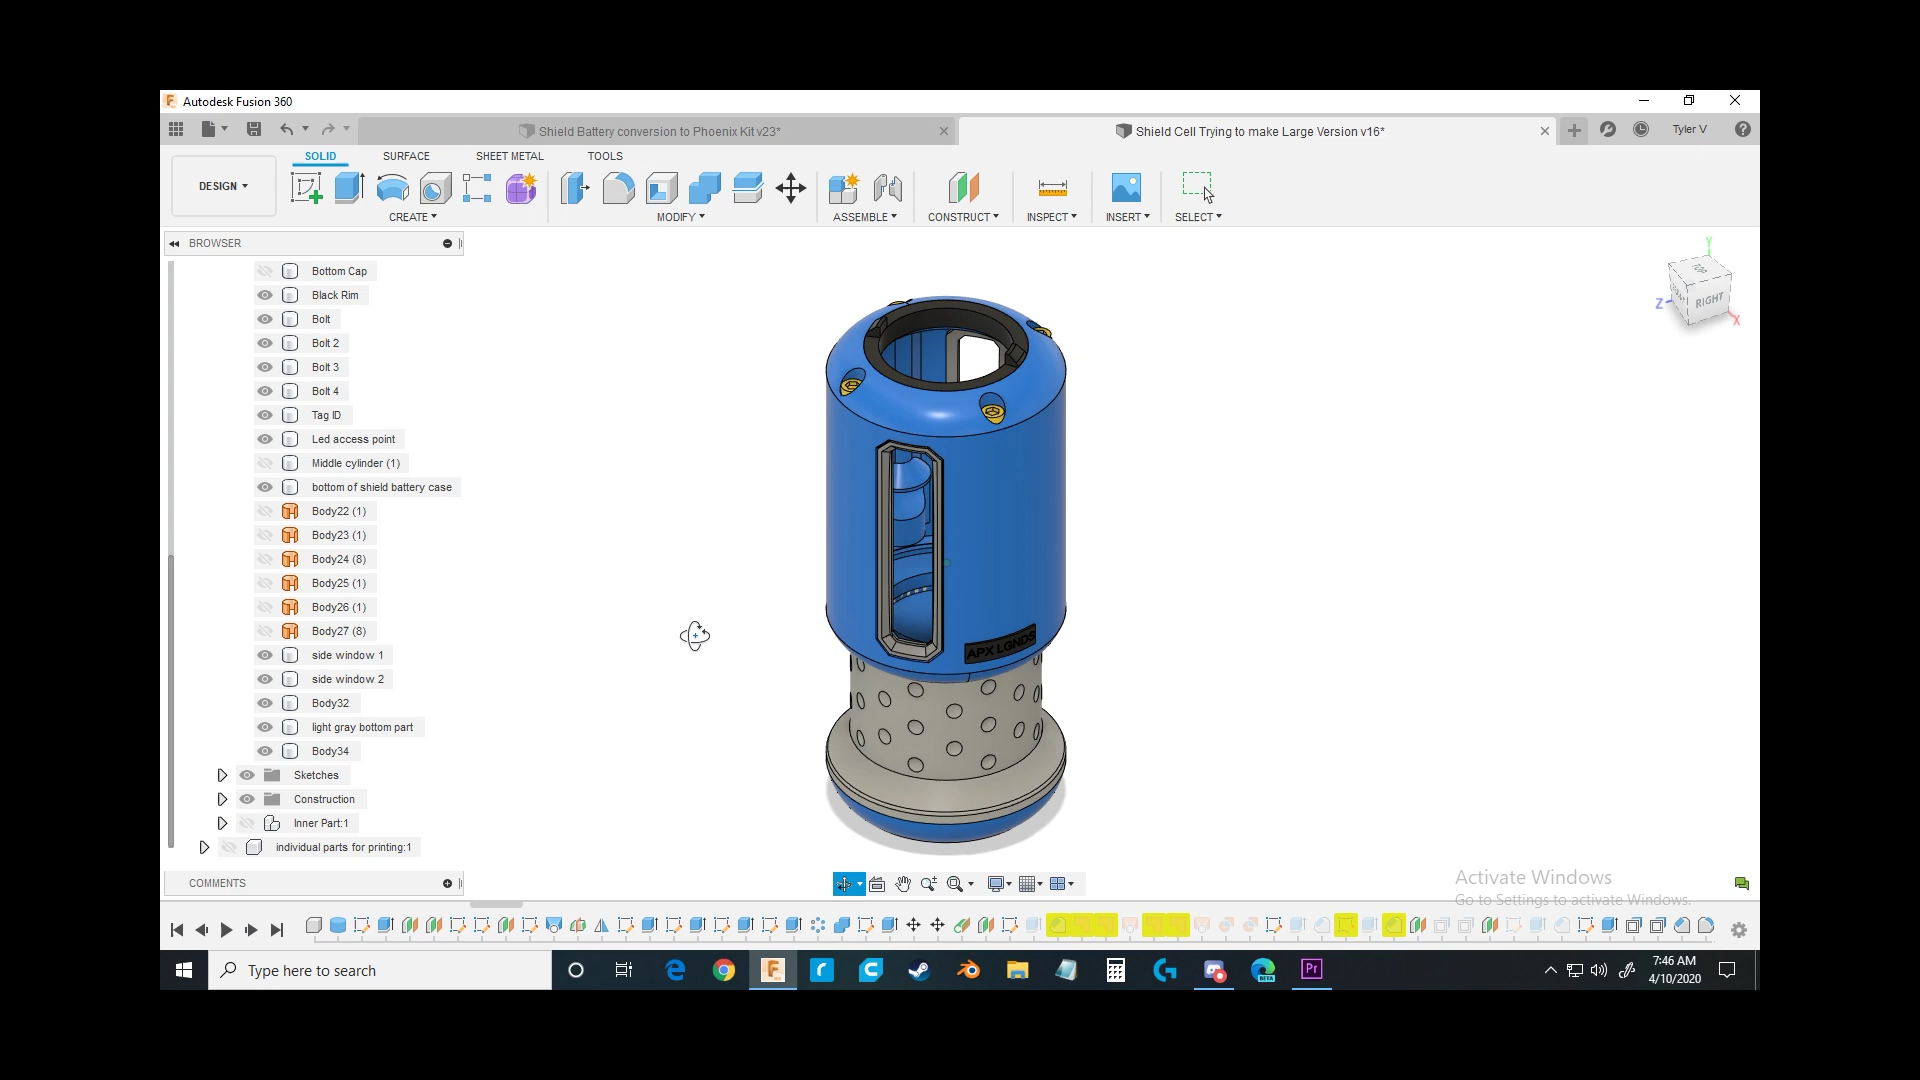 Autodesk Fusion 360
Shield Battery conversion to Phoenix Kit v23*
Shield Cell Trying to make Large Version v16*
Tyler V
SOLID
SURFACE
SHEET METAL
TOOLS
DESIGN
CREATE
MODIFY
ASSEMBLE
CONSTRUCT
INSPECT
INSERT
SELECT
BROWSER
Bottom Cap
Black Rim
Bolt
Bolt 2
Bolt 3
Bolt 4
Tag ID
Led access point
Middle cylinder (1)
bottom of shield battery case
Body22 (1)
Body23 (1)
Body24 (8)
Body25 (1)
Body26 (1)
Body27 (8)
side window 1
side window 2
Body32
light gray bottom part
Body34
Sketches
Construction
Inner Part:1
individual parts for printing:1
Y
TOP
RIGHT
Z
X
APX LGNDS
COMMENTS
Activate Windows
Go to Settings to activate Windows.
Type here to search
Pr
7:46 AM
4/10/2020